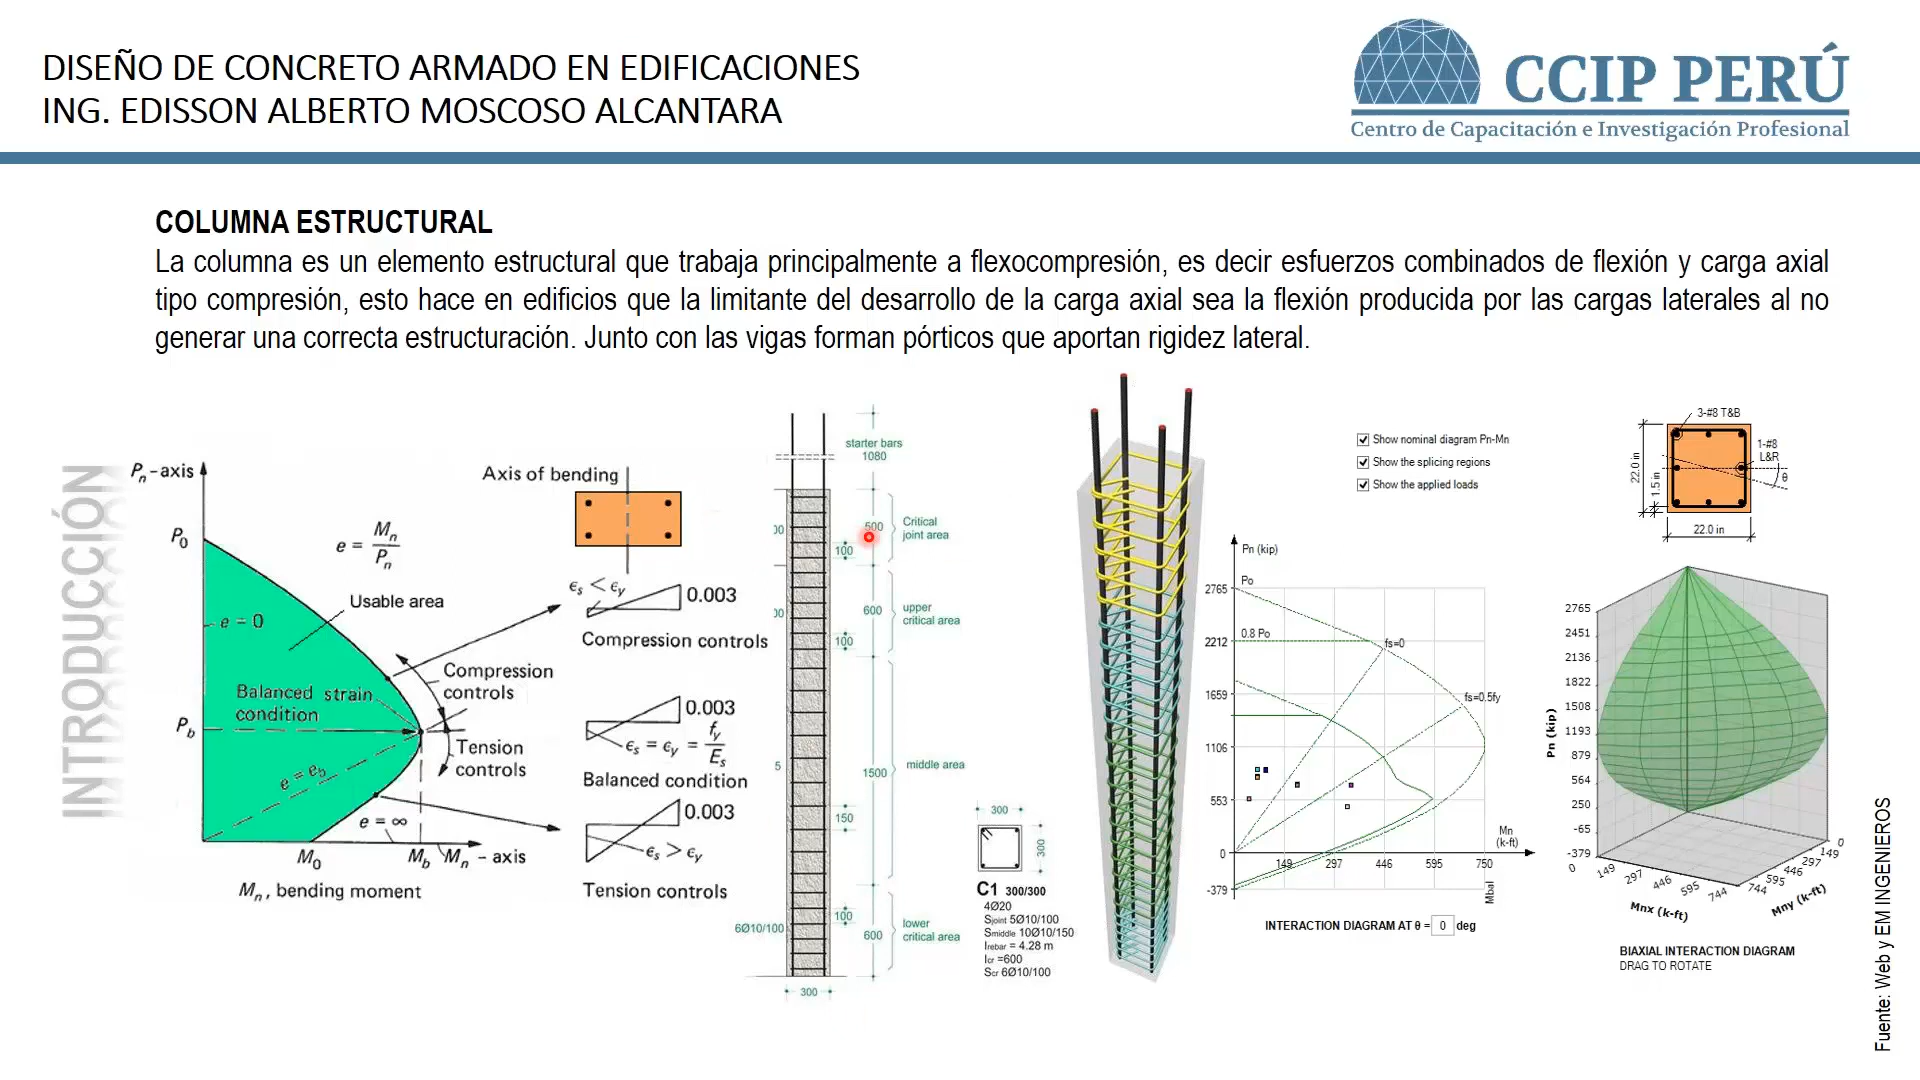 DISEÑO DE CONCRETO ARMADO EN EDIFICACIONES
ING. EDISSON ALBERTO MOSCOSO ALCANTARA
CCIP PERÚ
Centro de Capacitación e Investigación Profesional
COLUMNA ESTRUCTURAL
La columna es un elemento estructural que trabaja principalmente a flexocompresión, es decir esfuerzos combinados de flexión y carga axial
tipo compresión, esto hace en edificios que la limitante del desarrollo de la carga axial sea la flexión producida por las cargas laterales al no
generar una correcta estructuración. Junto con las vigas forman pórticos que aportan rigidez lateral.
INTRODUCCIÓN
Pn-axis
P0
e = Mn/Pn
Usable area
e = 0
Balanced strain
condition
Pb
e = eb
e = ∞
M0
Mb
Mn - axis
Mn, bending moment
Compression
controls
Tension
controls
Axis of bending
ϵs < ϵy
0.003
Compression controls
0.003
ϵs = ϵy = fy/Es
Balanced condition
0.003
ϵs > ϵy
Tension controls
starter bars
1080
500
Critical
joint area
100
600
upper
critical area
100
5
1500
middle area
150
100
6Ø10/100
600
lower
critical area
300
300
300
C1 300/300
4Ø20
Sjoint 5Ø10/100
Smiddle 10Ø10/150
Irebar = 4.28 m
Icr =600
Scr 6Ø10/100
Show nominal diagram Pn-Mn
Show the splicing regions
Show the applied loads
Pn (kip)
Po
2765
0.8 Po
2212
fs=0
1659
fs=0.5fy
1106
553
0
-379
149
297
446
595
750
Mn
(k-ft)
Mbal
INTERACTION DIAGRAM AT θ = 0 deg
3-#8 T&B
1-#8
L&R
θ
22.0 in
1.5 in
22.0 in
2765
2451
2136
1822
1508
1193
879
564
250
-65
-379
Pn (kip)
0
149
297
446
595
744
Mnx (k-ft)
744
595
446
297
149
0
Mny (k-ft)
BIAXIAL INTERACTION DIAGRAM
DRAG TO ROTATE
Fuente: Web y EM INGENIEROS